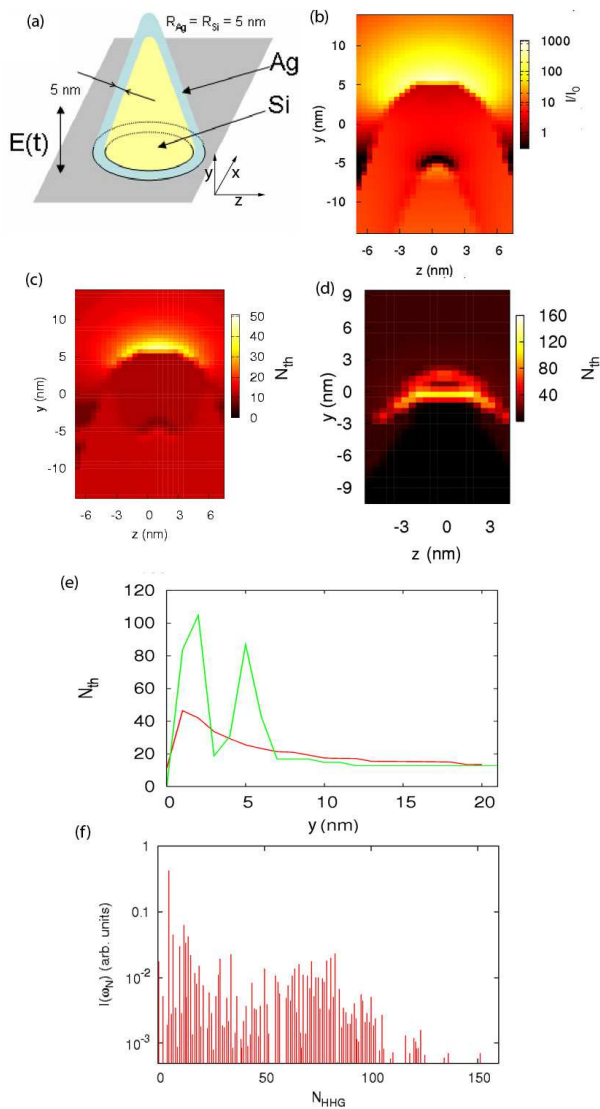 (a)
R_Ag = R_Si = 5 nm
Ag
5 nm
Si
E(t)
y
x
z
(b)
y (nm)
10
5
0
-5
-10
-6 -3 0 3 6
z (nm)
1000
100
10
1
I/I_0
(c)
y (nm)
10
5
0
-5
-10
-6 -3 0 3 6
z (nm)
50
40
30
20
10
0
N_th
(d)
y (nm)
9
6
3
0
-3
-6
-9
-3 0 3
z (nm)
160
120
80
40
N_th
(e)
N_th
120
100
80
60
40
20
0
0 5 10 15 20
y (nm)
(f)
I(ω_N) (arb. units)
1
0.1
10^-2
10^-3
0 50 100 150
N_HHG